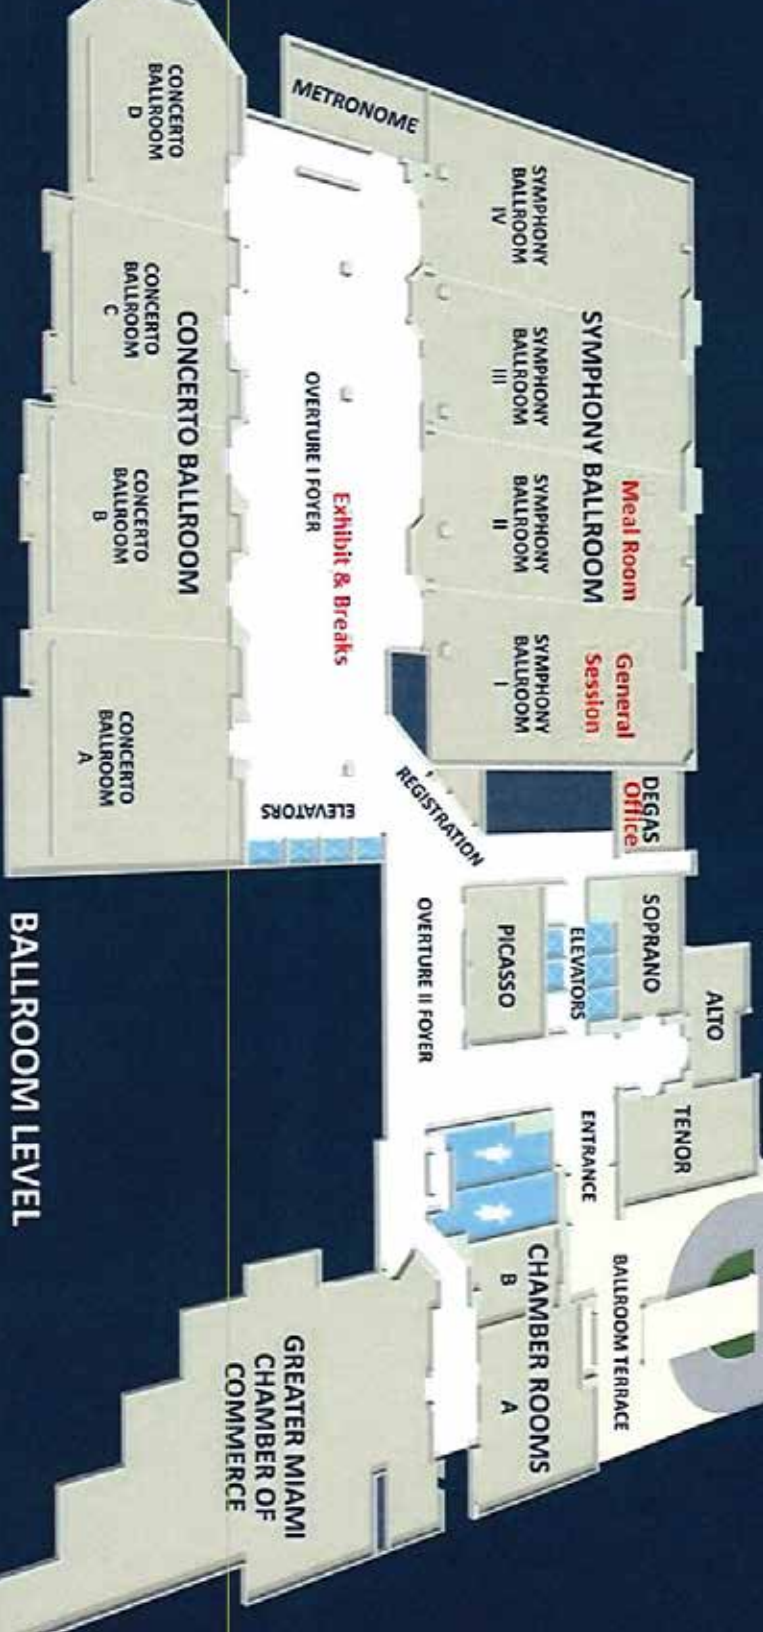 METRONOME
SYMPHONY
BALLROOM
IV
SYMPHONY
BALLROOM
III
SYMPHONY
BALLROOM
II
SYMPHONY
BALLROOM
I
SYMPHONY BALLROOM
Meal Room
General
Session
DEGAS
Office
SOPRANO
ALTO
TENOR
ELEVATORS
PICASSO
ENTRANCE
BALLROOM TERRACE
CHAMBER ROOMS
B
A
REGISTRATION
OVERTURE II FOYER
OVERTURE I FOYER
Exhibit & Breaks
ELEVATORS
CONCERTO BALLROOM
CONCERTO
BALLROOM
D
CONCERTO
BALLROOM
C
CONCERTO
BALLROOM
B
CONCERTO
BALLROOM
A
GREATER MIAMI
CHAMBER OF
COMMERCE
BALLROOM LEVEL